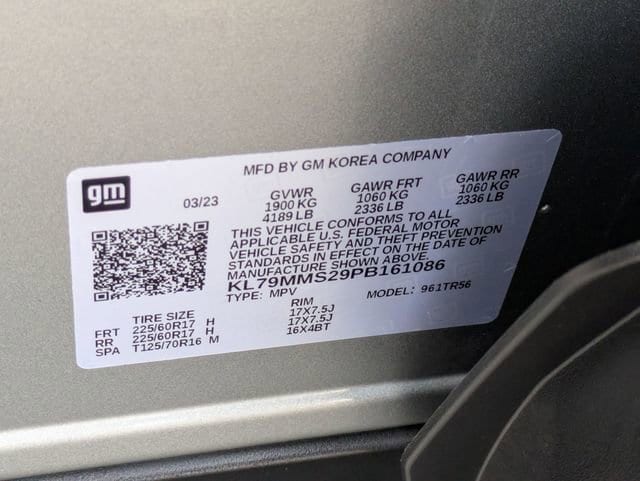 MFD BY GM KOREA COMPANY
gm
03/23
GVWR GAWR FRT GAWR RR
1900 KG 1060 KG 1060 KG
4189 LB 2336 LB 2336 LB
THIS VEHICLE CONFORMS TO ALL
APPLICABLE U.S. FEDERAL MOTOR
VEHICLE SAFETY AND THEFT PREVENTION
STANDARDS IN EFFECT ON THE DATE OF
MANUFACTURE SHOWN ABOVE.
KL79MMS29PB161086
TYPE: MPV MODEL: 961TR56
TIRE SIZE RIM
FRT 225/60R17 H 17X7.5J
RR 225/60R17 H 17X7.5J
SPA T125/70R16 M 16X4BT